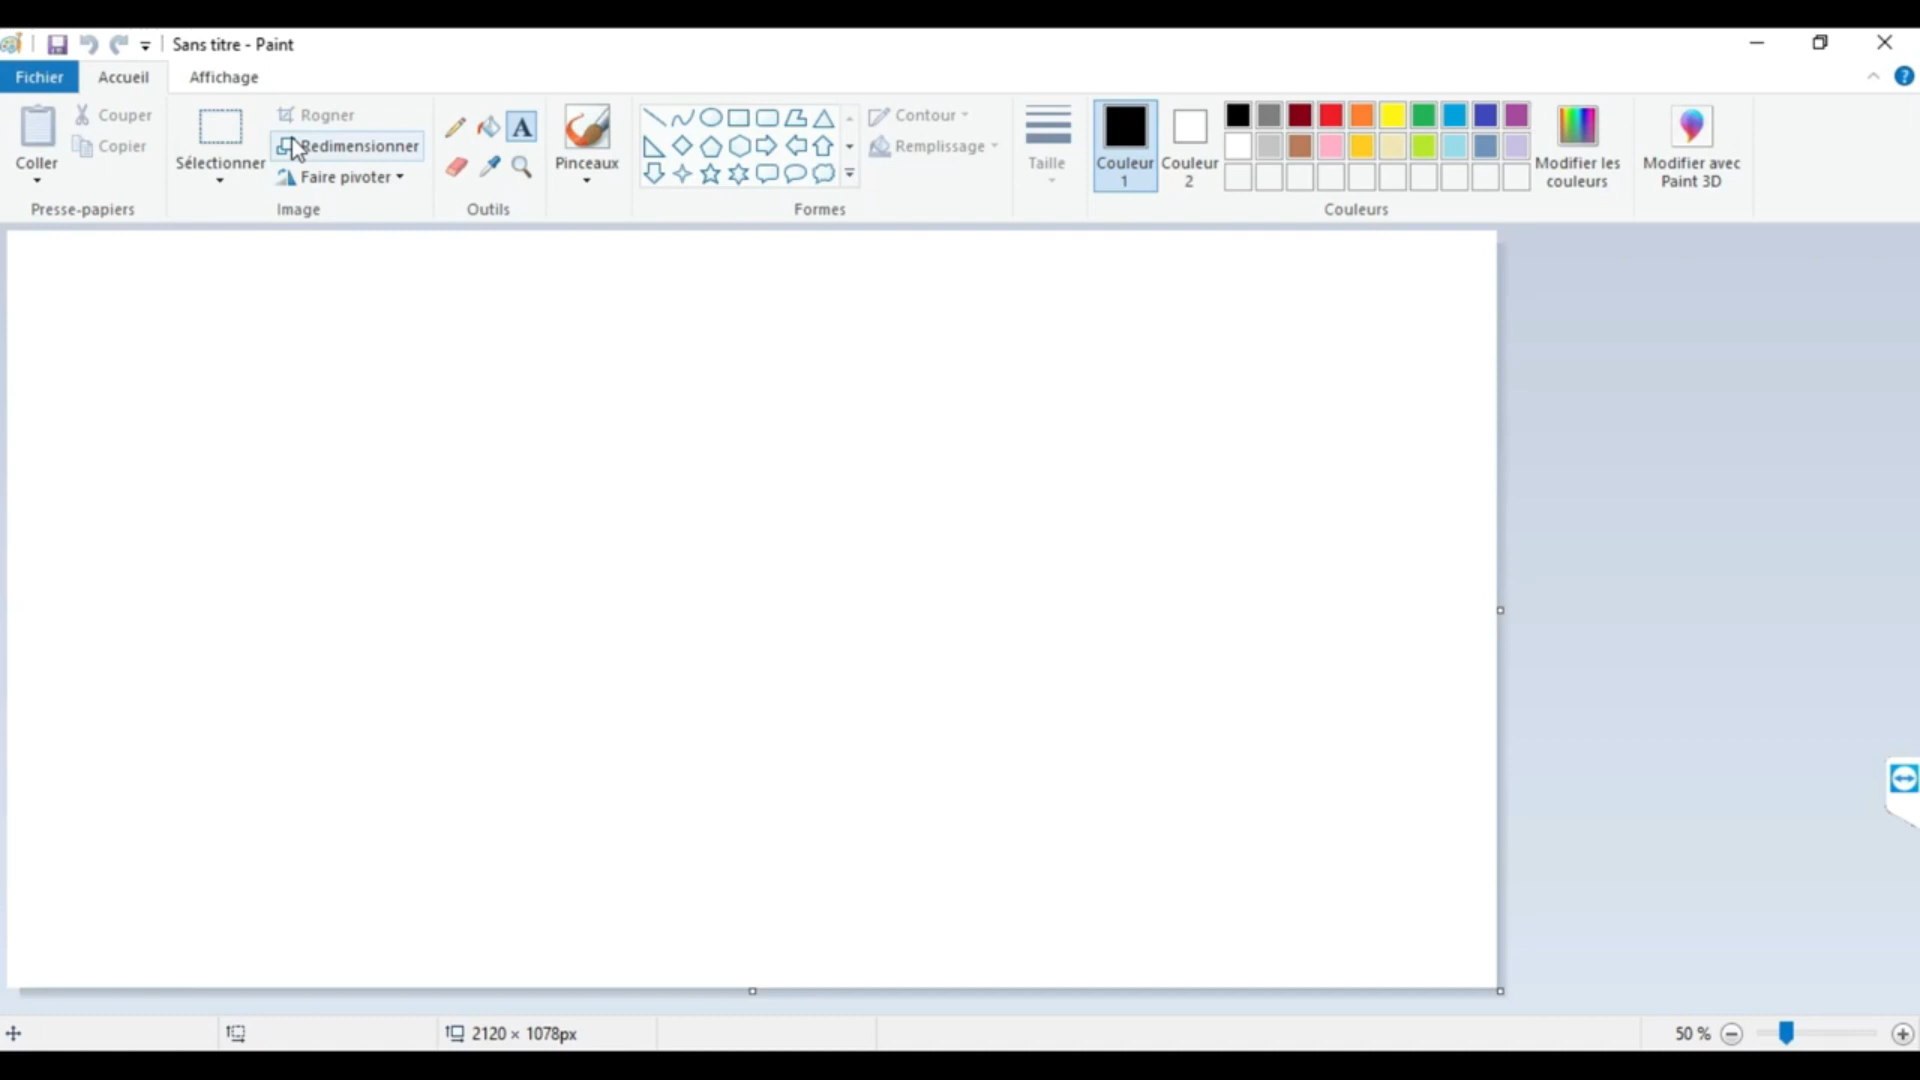 Sans titre - Paint
Fichier Accueil Affichage
Coller
Couper
Copier
Presse-papiers
Sélectionner
Rogner
Redimensionner
Faire pivoter
Image
A
Outils
Pinceaux
Formes
Contour
Remplissage
Taille
Couleur
1
Couleur
2
Couleurs
Modifier les
couleurs
Modifier avec
Paint 3D
2120 × 1078px
50 %